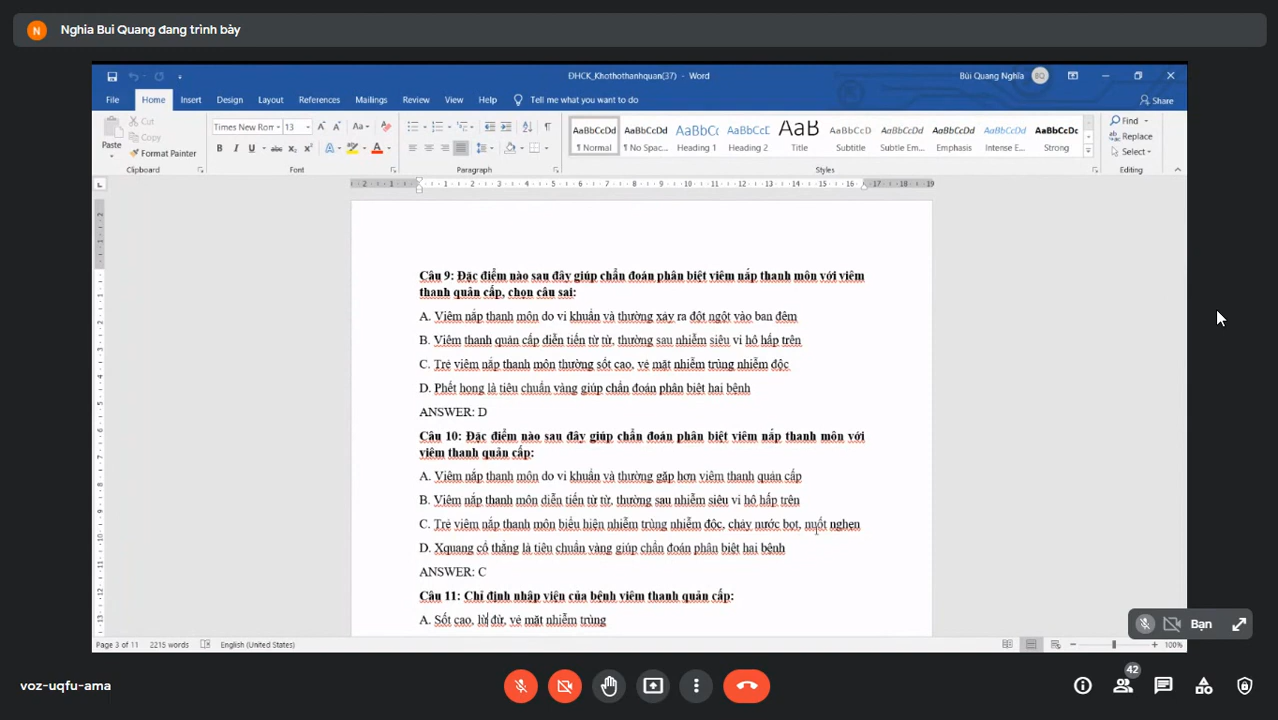 N Nghia Bui Quang đang trình bày
ĐHCK_Khothothanhquan(37) - Word
Bùi Quang Nghĩa BQ
File Home Insert Design Layout References Mailings Review View Help Tell me what you want to do Share
Paste Cut Copy Format Painter
Clipboard
Times New Rom 13
Font
Paragraph
AaBbCcDd AaBbCcDd AaBbCc AaBbCcE AaB AaBbCcD AaBbCcDd AaBbCcDd AaBbCcDd AaBbCcDc
¶ Normal ¶ No Spac... Heading 1 Heading 2 Title Subtitle Subtle Em... Emphasis Intense E... Strong
Styles
Find
Replace
Select
Editing
Câu 9: Đặc điểm nào sau đây giúp chẩn đoán phân biệt viêm nắp thanh môn với viêm
thanh quản cấp, chọn câu sai:
A. Viêm nắp thanh môn do vi khuẩn và thường xảy ra đột ngột vào ban đêm
B. Viêm thanh quản cấp diễn tiến từ từ, thường sau nhiễm siêu vi hô hấp trên
C. Trẻ viêm nắp thanh môn thường sốt cao, vẻ mặt nhiễm trùng nhiễm độc
D. Phết họng là tiêu chuẩn vàng giúp chẩn đoán phân biệt hai bệnh
ANSWER: D
Câu 10: Đặc điểm nào sau đây giúp chẩn đoán phân biệt viêm nắp thanh môn với
viêm thanh quản cấp:
A. Viêm nắp thanh môn do vi khuẩn và thường gặp hơn viêm thanh quản cấp
B. Viêm nắp thanh môn diễn tiến từ từ, thường sau nhiễm siêu vi hô hấp trên
C. Trẻ viêm nắp thanh môn biểu hiện nhiễm trùng nhiễm độc, chảy nước bọt, nuốt nghẹn
D. Xquang cổ thẳng là tiêu chuẩn vàng giúp chẩn đoán phân biệt hai bệnh
ANSWER: C
Câu 11: Chỉ định nhập viện của bệnh viêm thanh quản cấp:
A. Sốt cao, lừ đừ, vẻ mặt nhiễm trùng
Bạn
Page 3 of 11 2215 words English (United States) 100%
voz-uqfu-ama
42